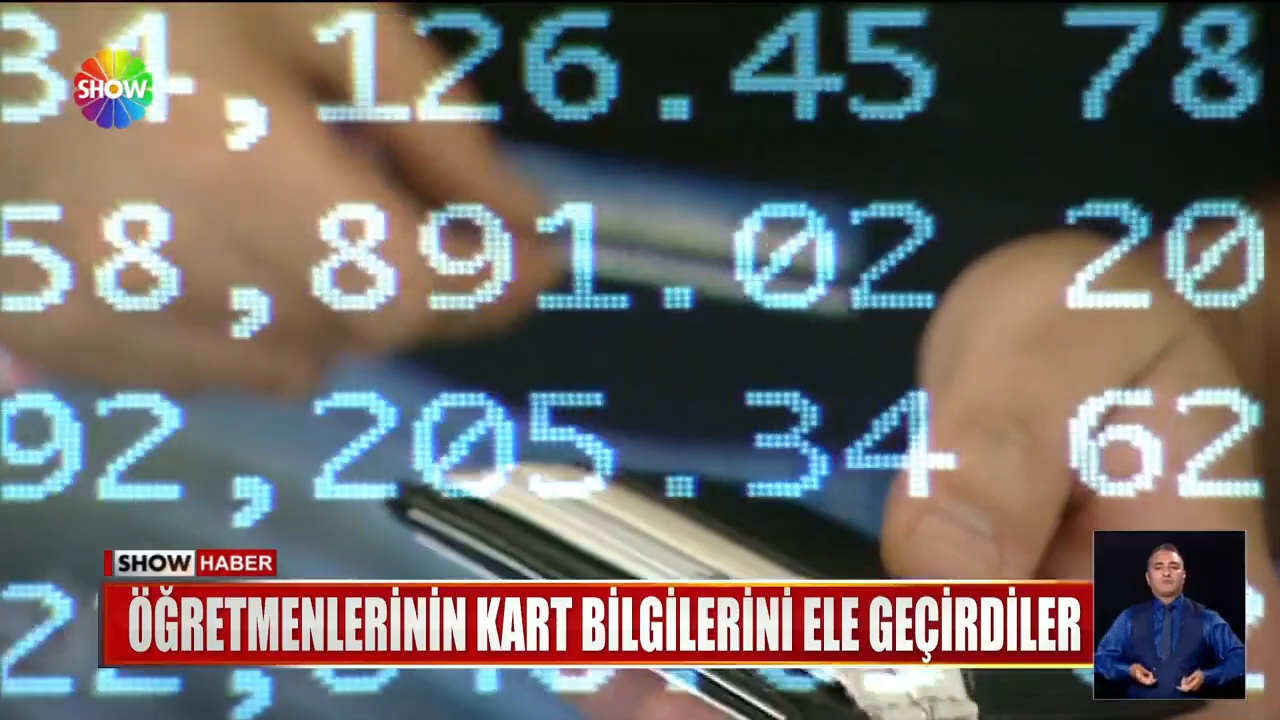 34,126.45 78
SHOW
58,891.02 20
92,205.34 62
SHOW HABER
ÖĞRETMENLERİNİN KART BİLGİLERİNİ ELE GEÇİRDİLER